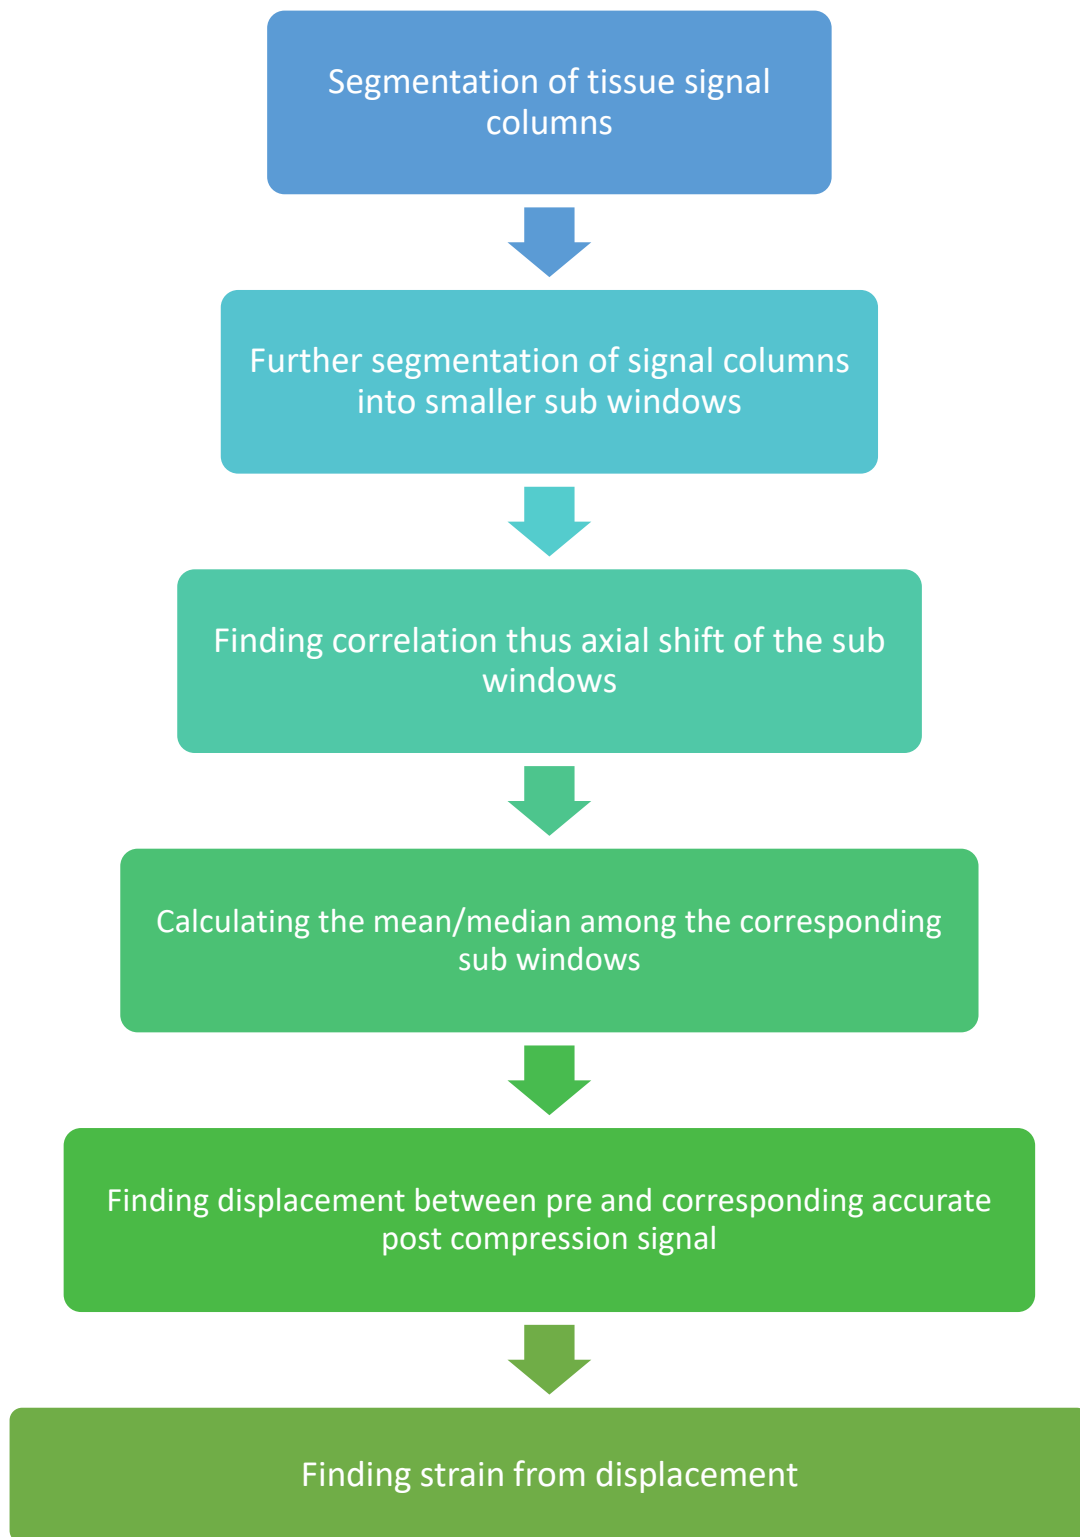 Segmentation of tissue signal
columns
Further segmentation of signal columns
into smaller sub windows
Finding correlation thus axial shift of the sub
windows
Calculating the mean/median among the corresponding
sub windows
Finding displacement between pre and corresponding accurate
post compression signal
Finding strain from displacement